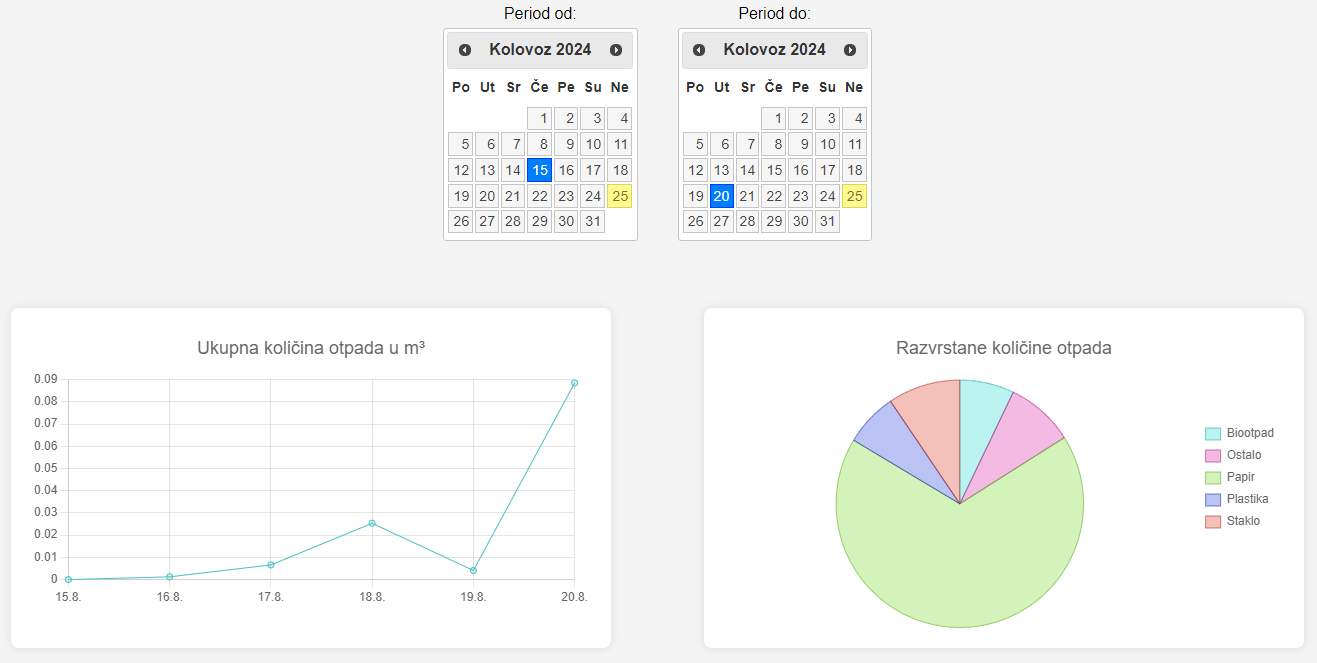 Period od:
Kolovoz 2024
Po Ut Sr Če Pe Su Ne
1 2 3 4
5 6 7 8 9 10 11
12 13 14 15 16 17 18
19 20 21 22 23 24 25
26 27 28 29 30 31
Period do:
Kolovoz 2024
Po Ut Sr Če Pe Su Ne
1 2 3 4
5 6 7 8 9 10 11
12 13 14 15 16 17 18
19 20 21 22 23 24 25
26 27 28 29 30 31
Ukupna količina otpada u m³
0.09
0.08
0.07
0.06
0.05
0.04
0.03
0.02
0.01
0
15.8. 16.8. 17.8. 18.8. 19.8. 20.8.
Razvrstane količine otpada
Biootpad
Ostalo
Papir
Plastika
Staklo